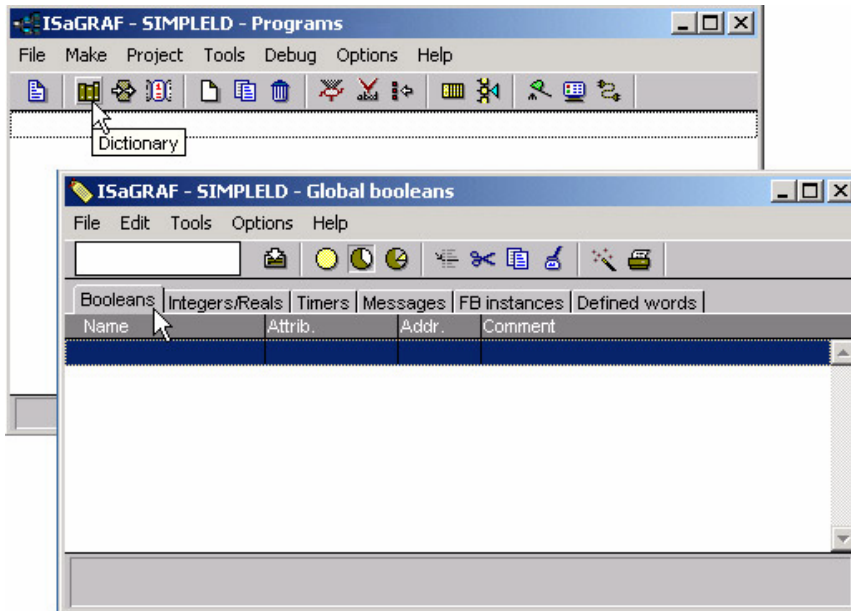 ISaGRAF - SIMPLELD - Programs
File Make Project Tools Debug Options Help
Dictionary
ISaGRAF - SIMPLELD - Global booleans
File Edit Tools Options Help
Booleans Integers/Reals Timers Messages FB instances Defined words
Name Attrib. Addr. Comment